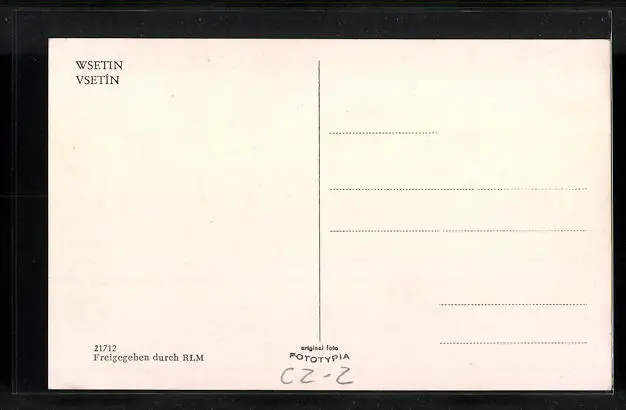 WSETIN
VSETÍN
21712
Freigegeben durch RLM
original foto
FOTOTYPIA
CZ-2